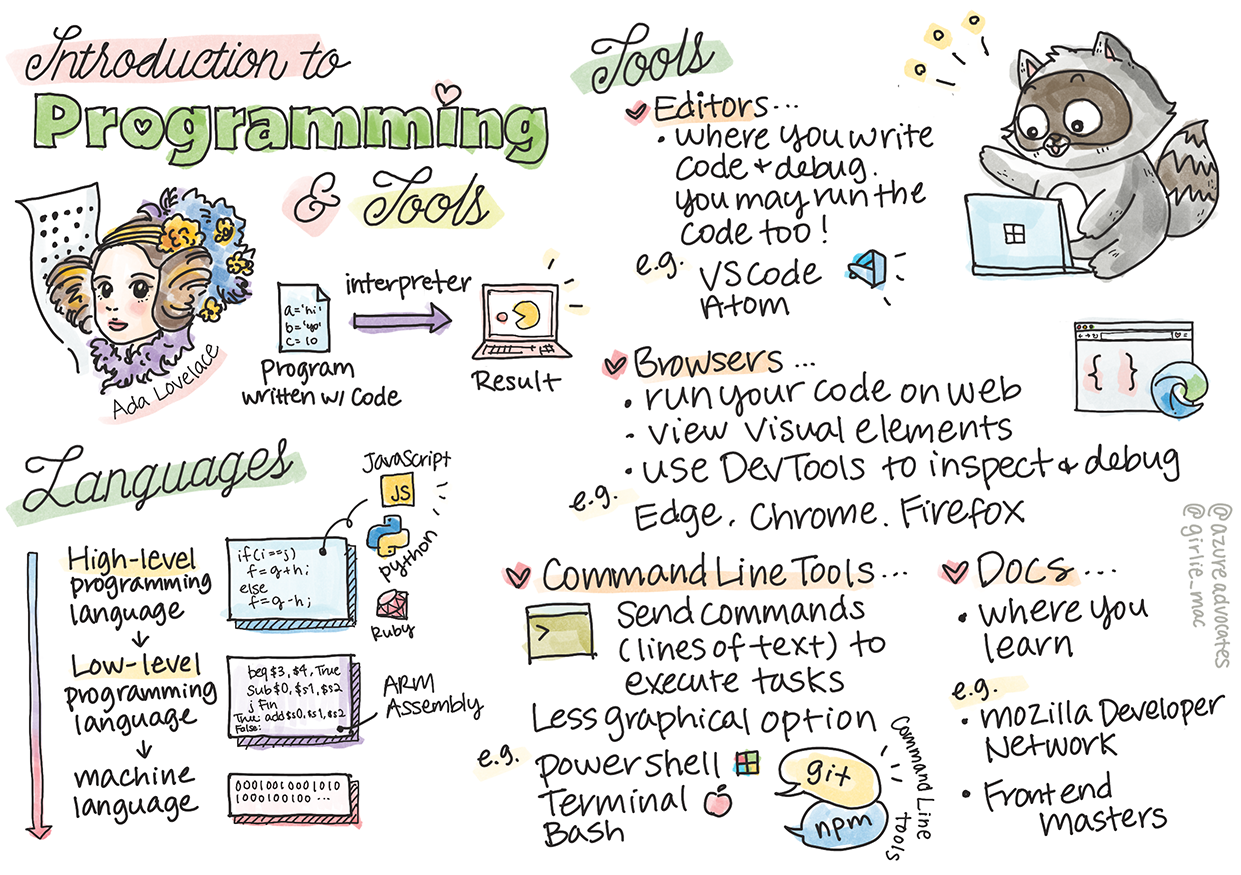 Introduction to
Programming
& Tools
Ada Lovelace
a='hi'
b='yo'
c= 10
Program
written w/ Code
interpreter
Result
Languages
High-level
programming
language
if(i==j)
f=g+h;
else
f=g-h;
JavaScript
JS
python
Ruby
Low-level
programming
language
beq $3, $4, True
Sub $0, $s1, $s2
j Fin
True: add $s0, $s1, $s2
False:
ARM
Assembly
machine
language
0001001000 1010
1000100100 ...
Tools
Editors...
• where you write
code & debug.
you may run the
code too!
e.g. VS code
Atom
Browsers ...
• run your code on web
• view visual elements
• use DevTools to inspect & debug
e.g. Edge, Chrome, Firefox
{ }
Command Line Tools...
>
Send commands
(lines of text) to
execute tasks
Less graphical option
e.g. powershell
Terminal
Bash
git
npm
Command Line Tools
Docs...
• where you
learn
e.g.
• mozilla Developer
Network
• Frontend
masters
@azureadvocates
@girlie_mac